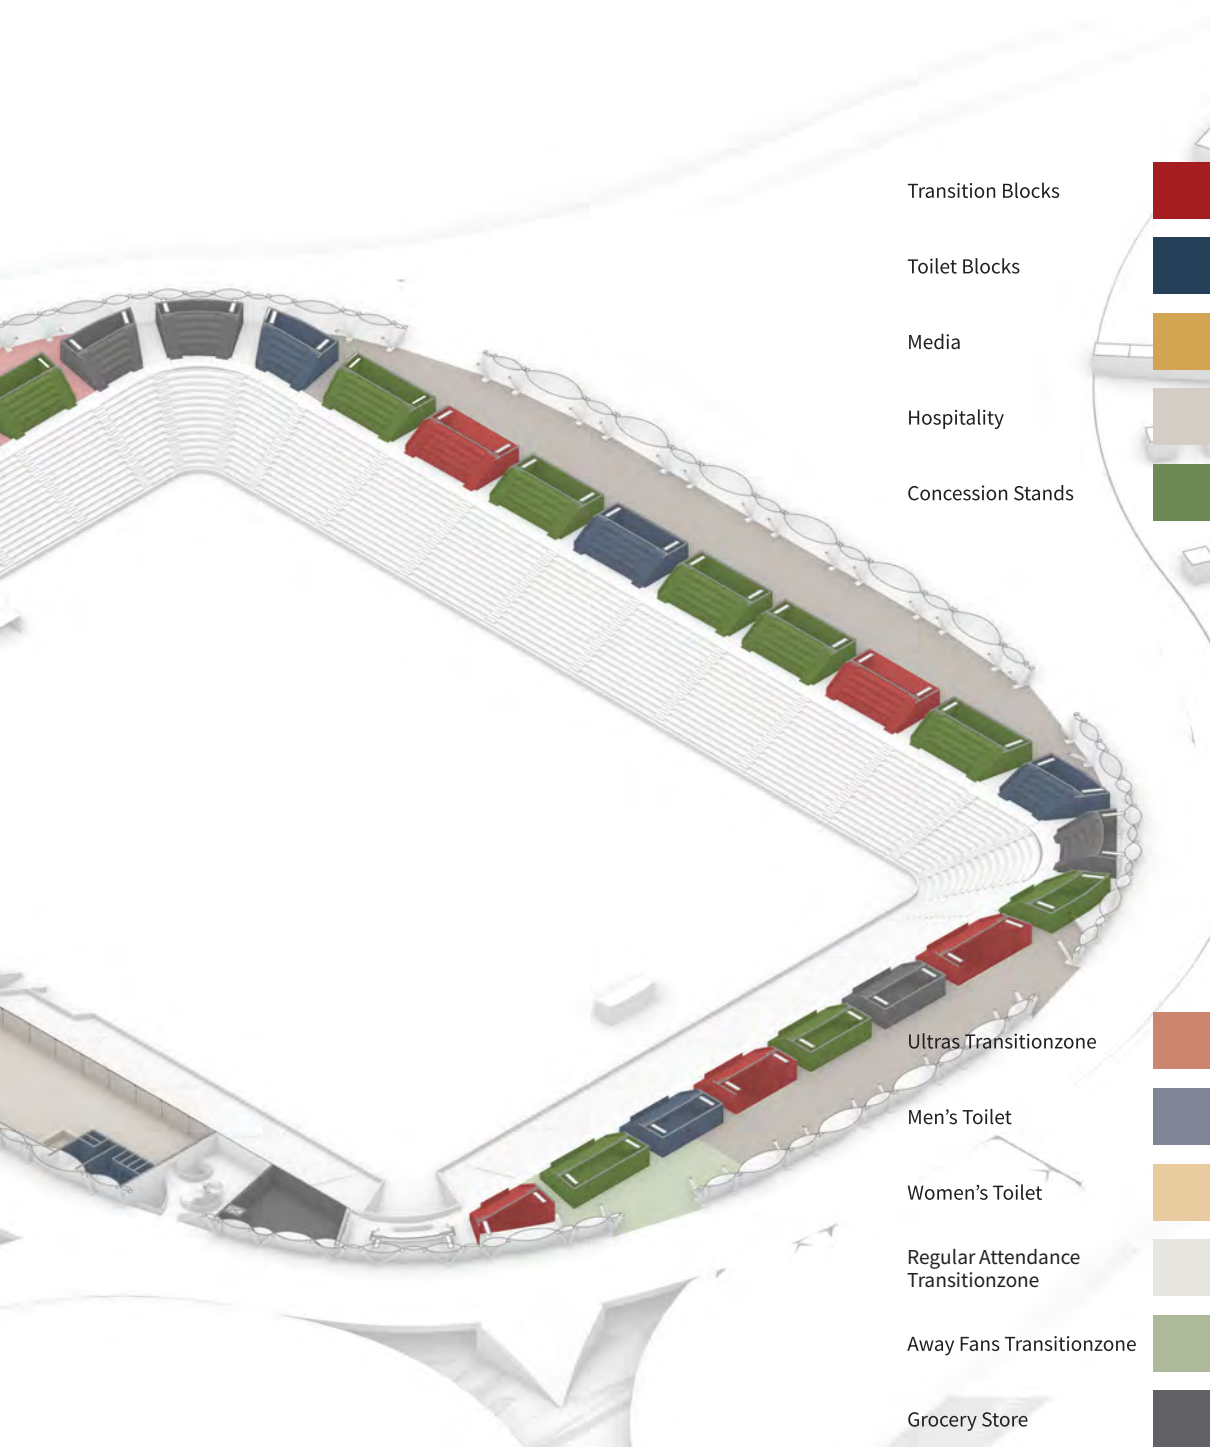 Transition Blocks
Toilet Blocks
Media
Hospitality
Concession Stands
Ultras Transitionzone
Men’s Toilet
Women’s Toilet
Regular Attendance
Transitionzone
Away Fans Transitionzone
Grocery Store